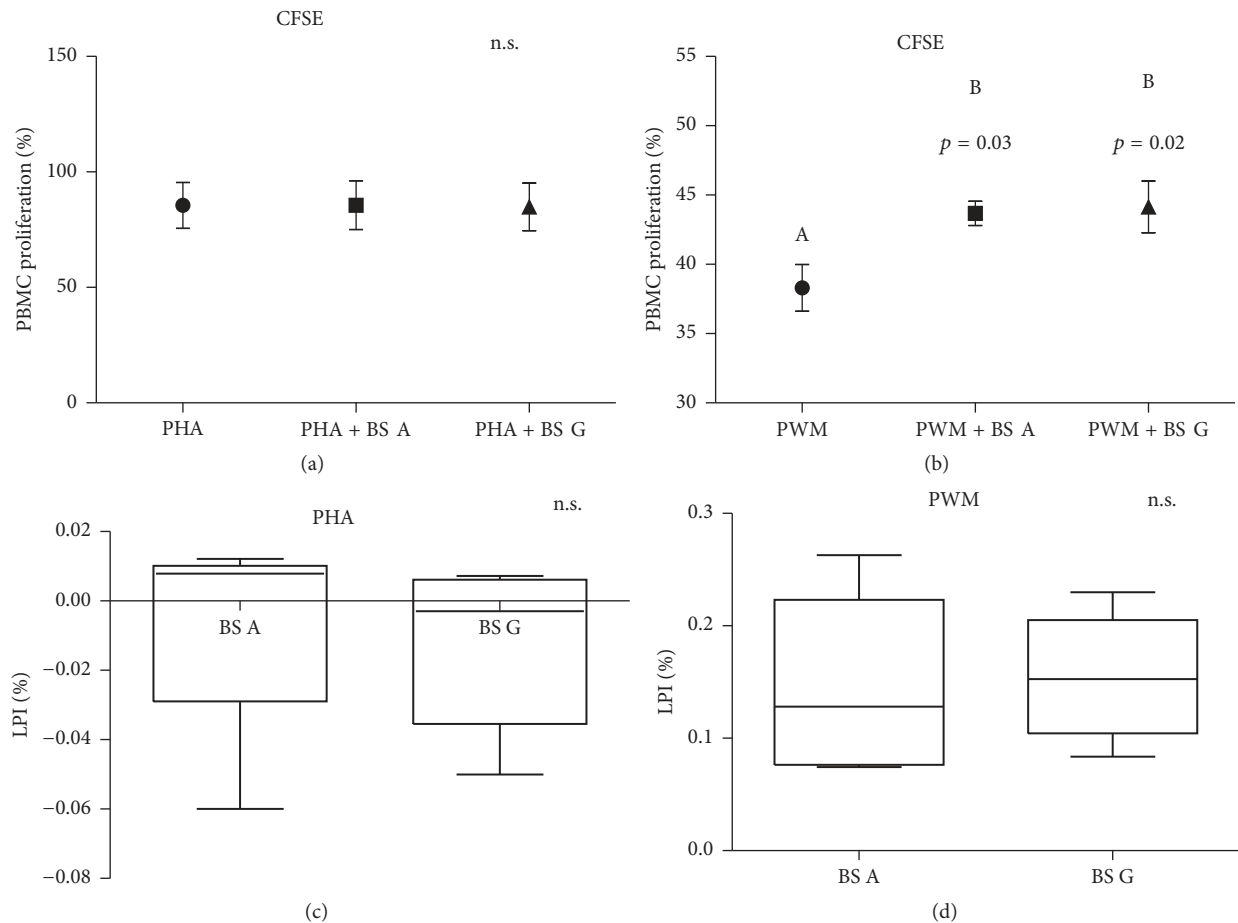 CFSE
n.s.
150
100
50
0
PBMC proliferation (%)
PHA
PHA + BS A
PHA + BS G
(a)
CFSE
55
50
45
40
35
30
PBMC proliferation (%)
A
B
p = 0.03
B
p = 0.02
PWM
PWM + BS A
PWM + BS G
(b)
PHA
n.s.
0.02
0.00
−0.02
−0.04
−0.06
−0.08
LPI (%)
BS A
BS G
(c)
PWM
n.s.
0.3
0.2
0.1
0.0
LPI (%)
BS A
BS G
(d)